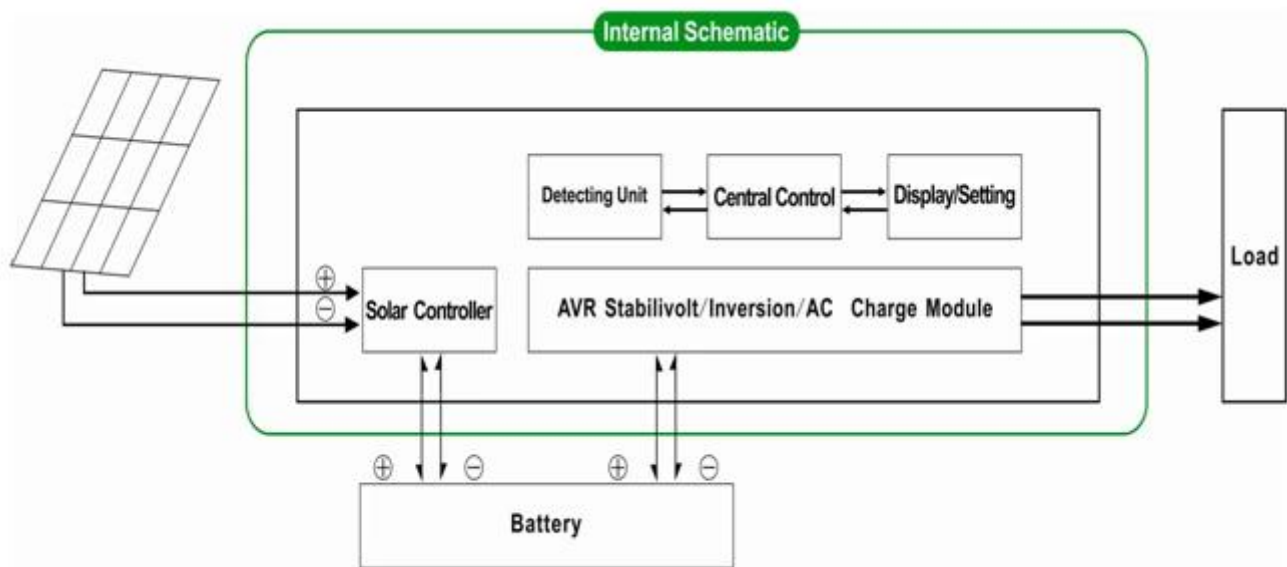 Internal Schematic
Detecting Unit
Central Control
Display/Setting
Load
⊕
⊖
Solar Controller
AVR Stabilivolt/Inversion/AC Charge Module
⊕ ⊖ ⊕ ⊖
Battery